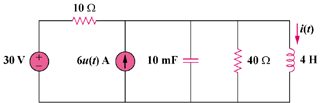 10 Ω
i(t)
30 V
+
−
6u(t) A
10 mF
40 Ω
4 H